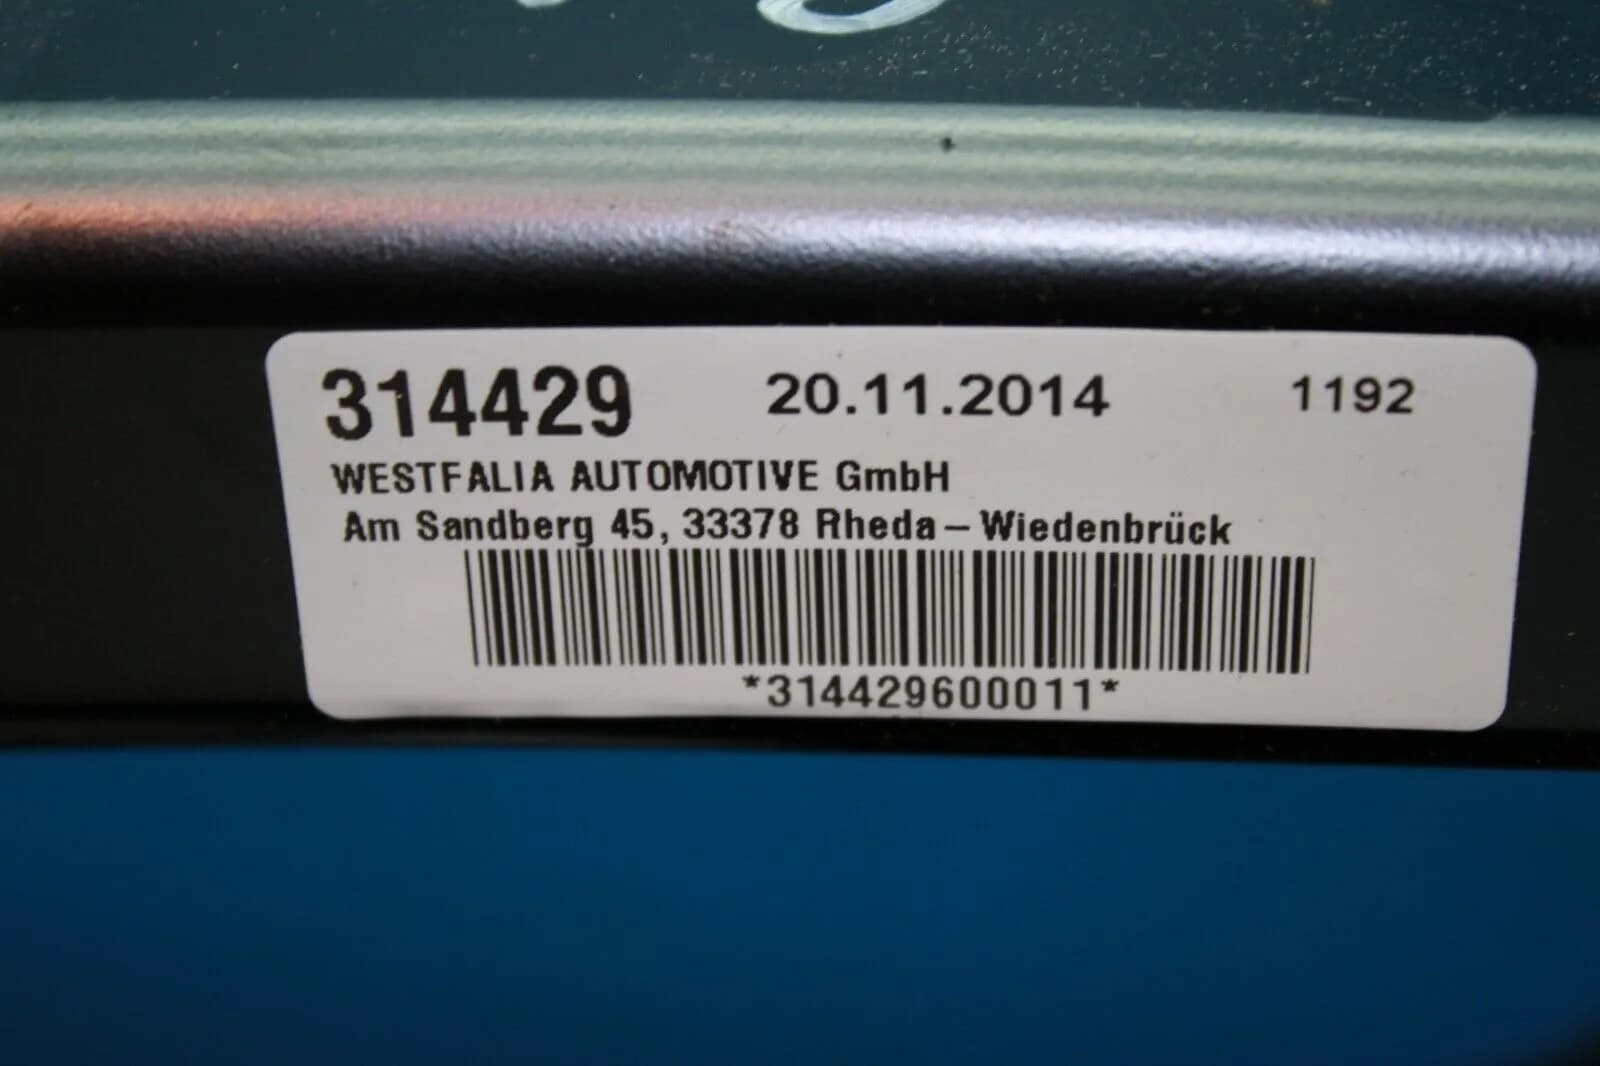 314429 20.11.2014 1192
WESTFALIA AUTOMOTIVE GmbH
Am Sandberg 45, 33378 Rheda – Wiedenbrück
*314429600011*